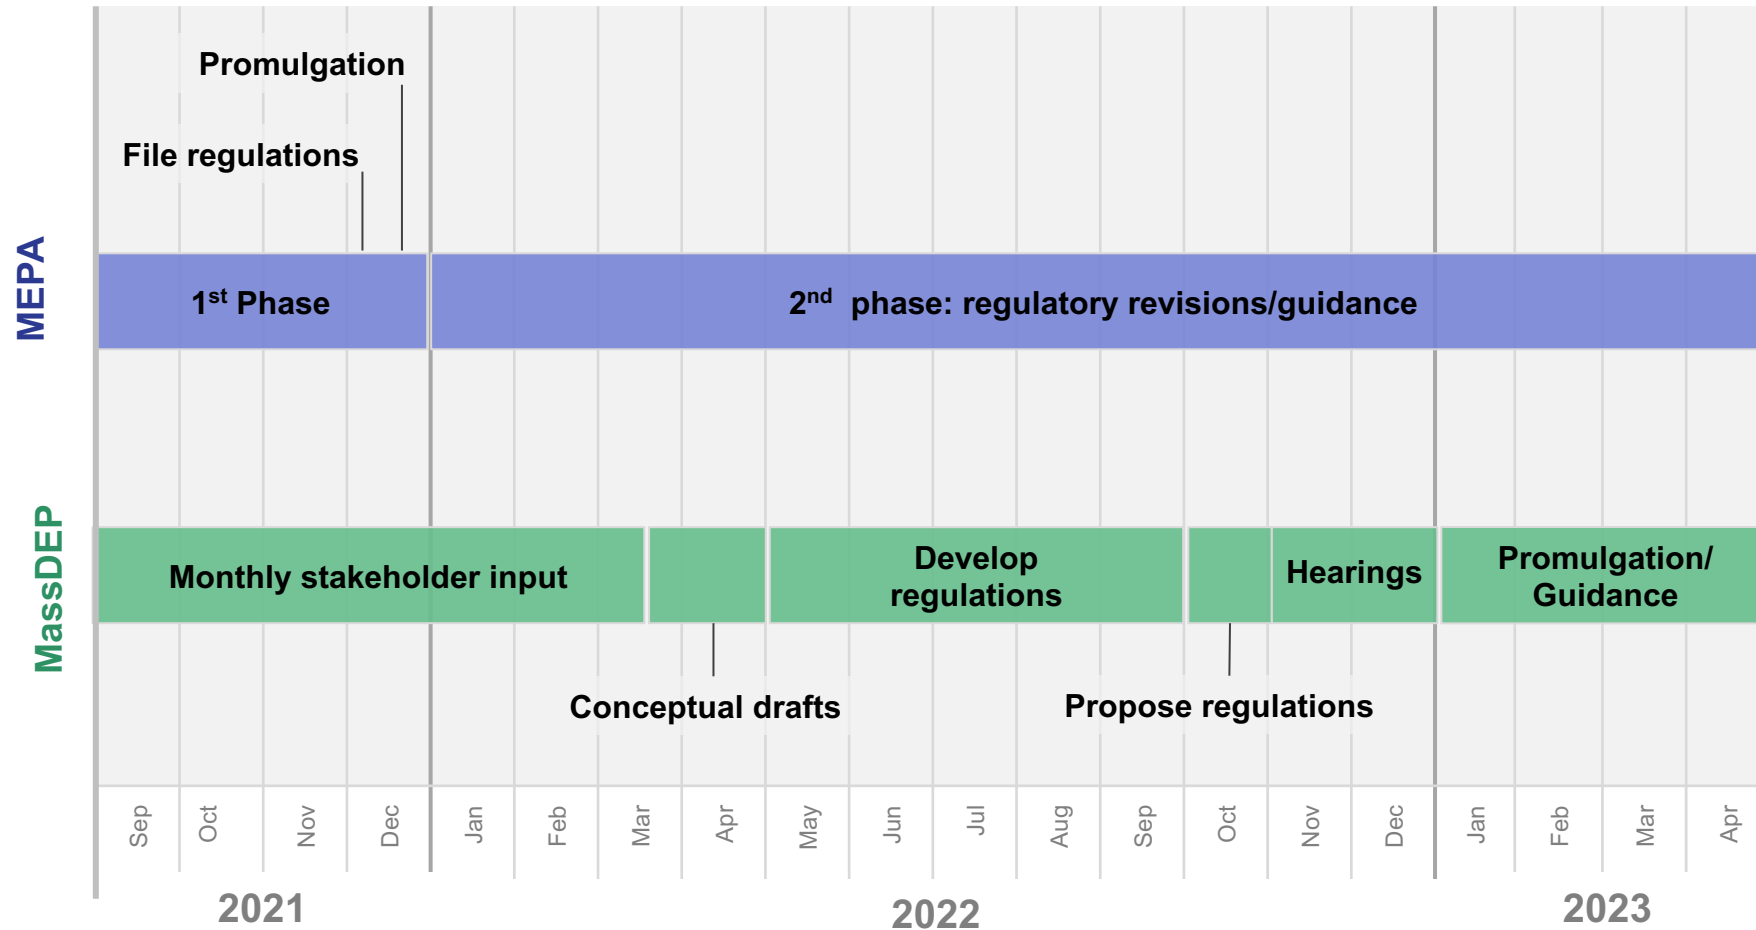 Promulgation
File regulations
MEPA
1st Phase
2nd phase: regulatory revisions/guidance
MassDEP
Monthly stakeholder input
Develop
regulations
Hearings
Promulgation/
Guidance
Conceptual drafts
Propose regulations
Sep Oct Nov Dec Jan Feb Mar Apr May Jun Jul Aug Sep Oct Nov Dec Jan Feb Mar Apr
2021 2022 2023